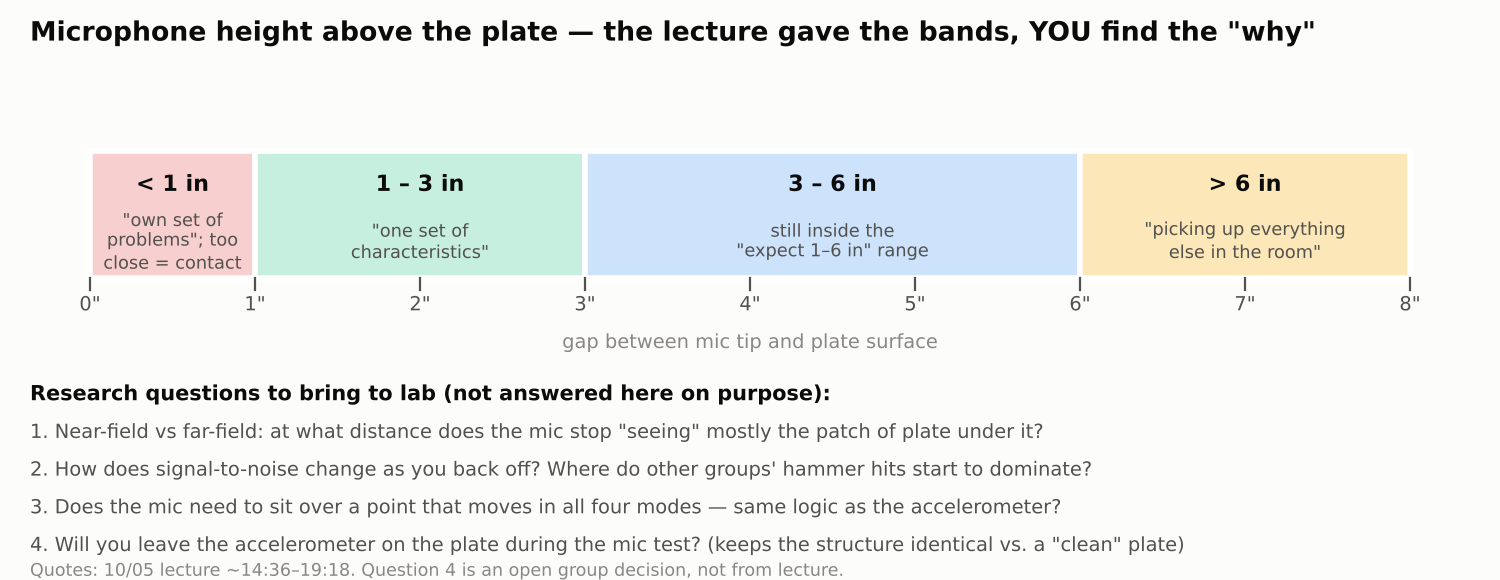 Microphone height above the plate — the lecture gave the bands, YOU find the "why"
< 1 in
"own set of
problems"; too
close = contact
1 – 3 in
"one set of
characteristics"
3 – 6 in
still inside the
"expect 1–6 in" range
> 6 in
"picking up everything
else in the room"
0" 1" 2" 3" 4" 5" 6" 7" 8"
gap between mic tip and plate surface
Research questions to bring to lab (not answered here on purpose):
1. Near-field vs far-field: at what distance does the mic stop "seeing" mostly the patch of plate under it?
2. How does signal-to-noise change as you back off? Where do other groups' hammer hits start to dominate?
3. Does the mic need to sit over a point that moves in all four modes — same logic as the accelerometer?
4. Will you leave the accelerometer on the plate during the mic test? (keeps the structure identical vs. a "clean" plate)
Quotes: 10/05 lecture ~14:36–19:18. Question 4 is an open group decision, not from lecture.